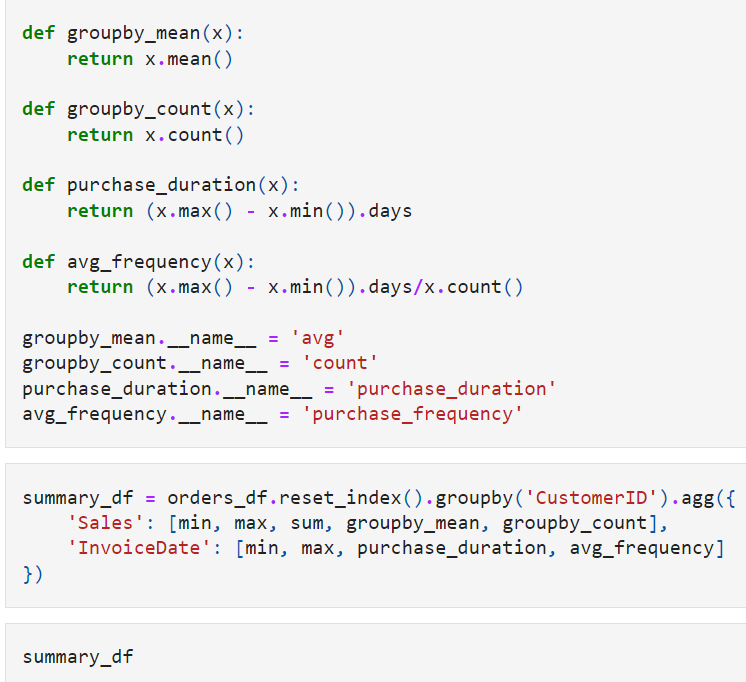 def groupby_mean(x):
    return x.mean()
def groupby_count(x):
    return x.count()
def purchase_duration(x):
    return (x.max() - x.min()).days
def avg_frequency(x):
    return (x.max() - x.min()).days/x.count()
groupby_mean.__name__ = 'avg'
groupby_count.__name__ = 'count'
purchase_duration.__name__ = 'purchase_duration'
avg_frequency.__name__ = 'purchase_frequency'
summary_df = orders_df.reset_index().groupby('CustomerID').agg({
    'Sales': [min, max, sum, groupby_mean, groupby_count],
    'InvoiceDate': [min, max, purchase_duration, avg_frequency]
})
summary_df